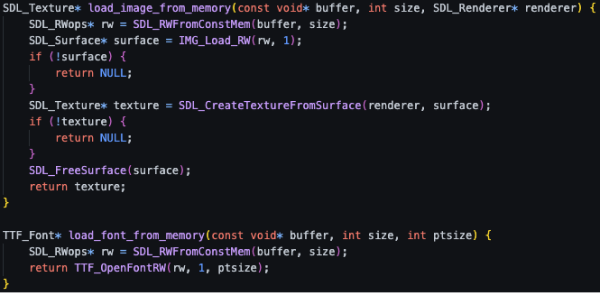 SDL_Texture* load_image_from_memory(const void* buffer, int size, SDL_Renderer* renderer) {
    SDL_RWops* rw = SDL_RWFromConstMem(buffer, size);
    SDL_Surface* surface = IMG_Load_RW(rw, 1);
    if (!surface) {
        return NULL;
    }
    SDL_Texture* texture = SDL_CreateTextureFromSurface(renderer, surface);
    if (!texture) {
        return NULL;
    }
    SDL_FreeSurface(surface);
    return texture;
}

TTF_Font* load_font_from_memory(const void* buffer, int size, int ptsize) {
    SDL_RWops* rw = SDL_RWFromConstMem(buffer, size);
    return TTF_OpenFontRW(rw, 1, ptsize);
}